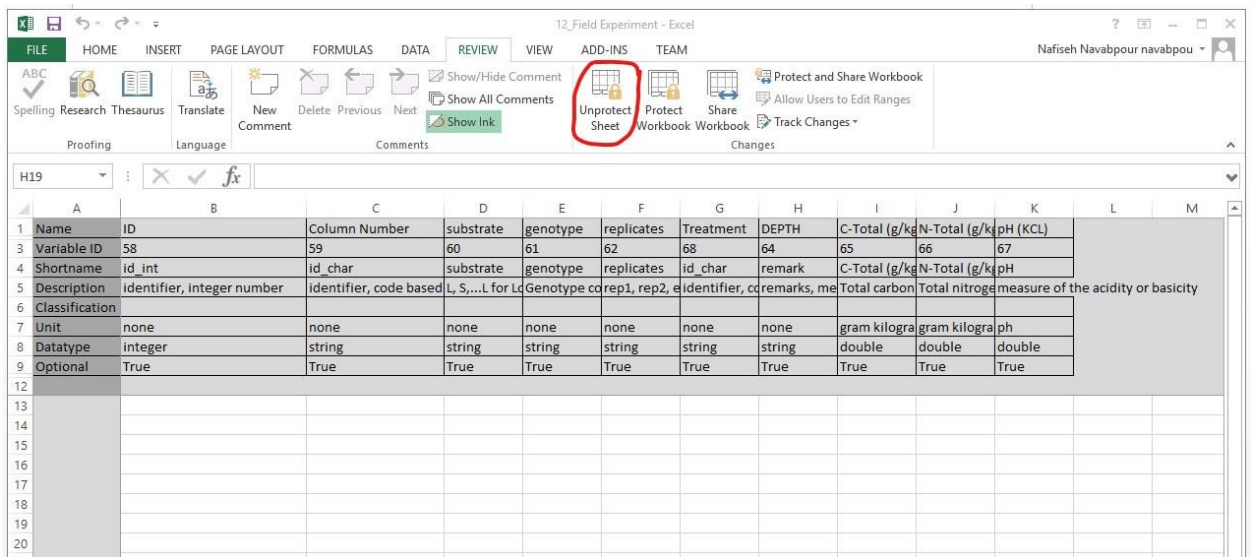 12_Field Experiment - Excel
FILE HOME INSERT PAGE LAYOUT FORMULAS DATA REVIEW VIEW ADD-INS TEAM Nafiseh Navabpour navabpou
ABC
Spelling Research Thesaurus Translate New Comment Delete Previous Next
Show/Hide Comment
Show All Comments
Show Ink
Unprotect Sheet Protect Workbook Share Workbook
Protect and Share Workbook
Allow Users to Edit Ranges
Track Changes
Proofing Language Comments Changes
H19 fx
A B C D E F G H I J K L M
1 Name ID Column Number substrate genotype replicates Treatment DEPTH C-Total (g/kg N-Total (g/kg pH (KCL)
3 Variable ID 58 59 60 61 62 68 64 65 66 67
4 Shortname id_int id_char substrate genotype replicates id_char remark C-Total (g/kg N-Total (g/kg pH
5 Description identifier, integer number identifier, code based L, S,...L for Lo Genotype co rep1, rep2, e identifier, co remarks, me Total carbon Total nitroge measure of the acidity or basicity
6 Classification
7 Unit none none none none none none none gram kilogra gram kilogra ph
8 Datatype integer string string string string string string double double double
9 Optional True True True True True True True True True True
12
13
14
15
16
17
18
19
20